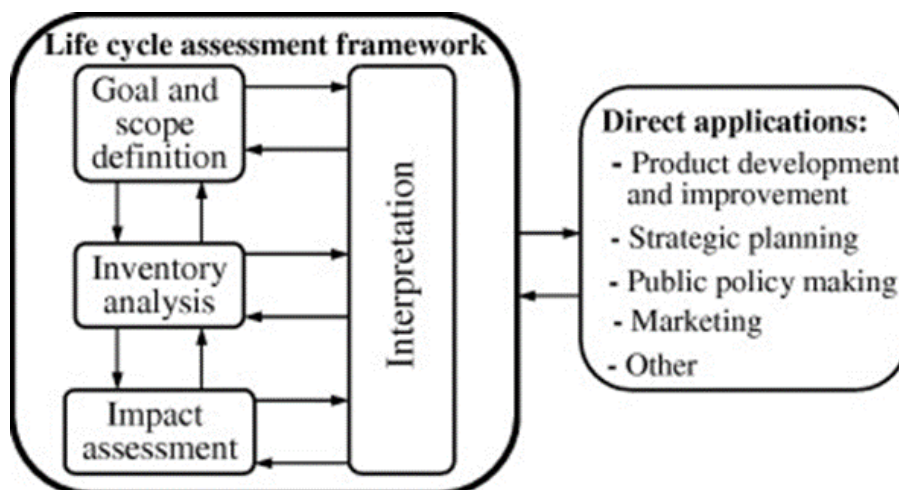 Life cycle assessment framework
Goal and
scope
definition
Inventory
analysis
Impact
assessment
Interpretation
Direct applications:
- Product development
and improvement
- Strategic planning
- Public policy making
- Marketing
- Other